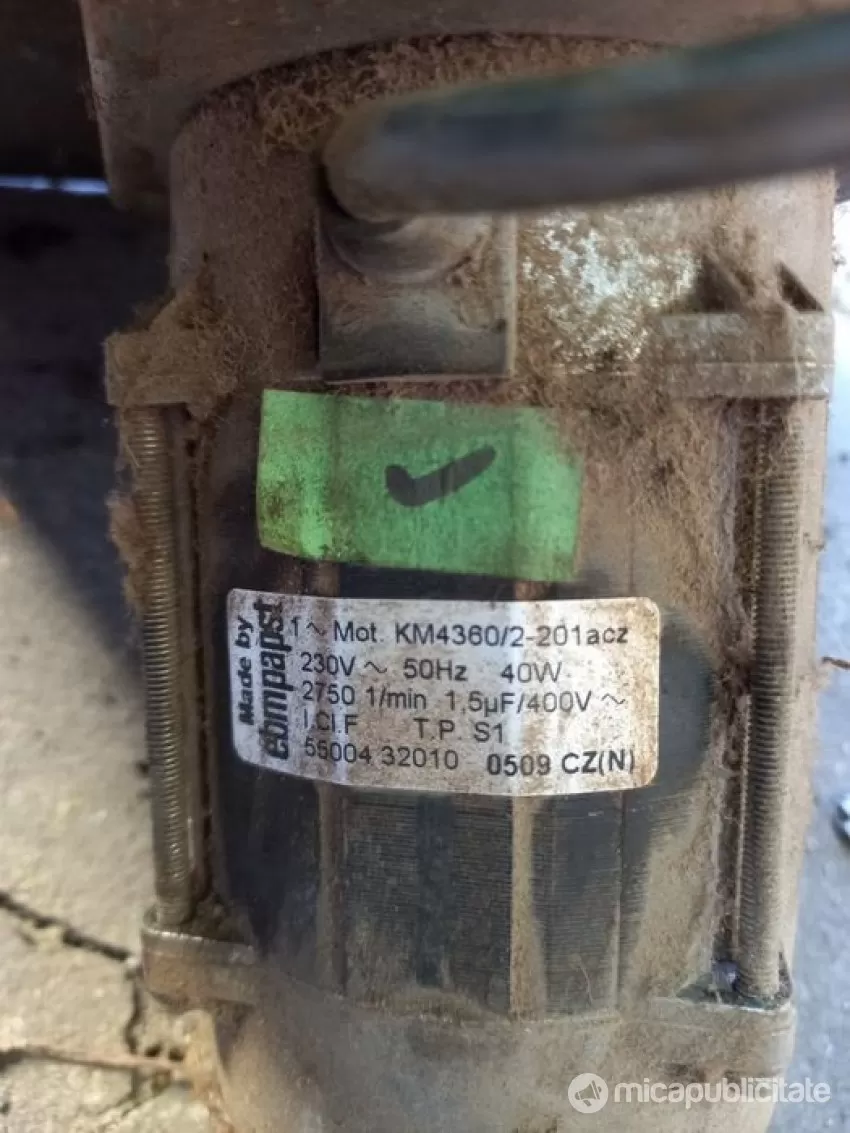 Made by
ebmpapst
1 ~ Mot. KM4360/2-201acz
230V ~ 50Hz 40W
2750 1/min 1,5µF/400V ~
I.Cl.F T.P S1
55004 32010 0509 CZ(N)
micapublicitate